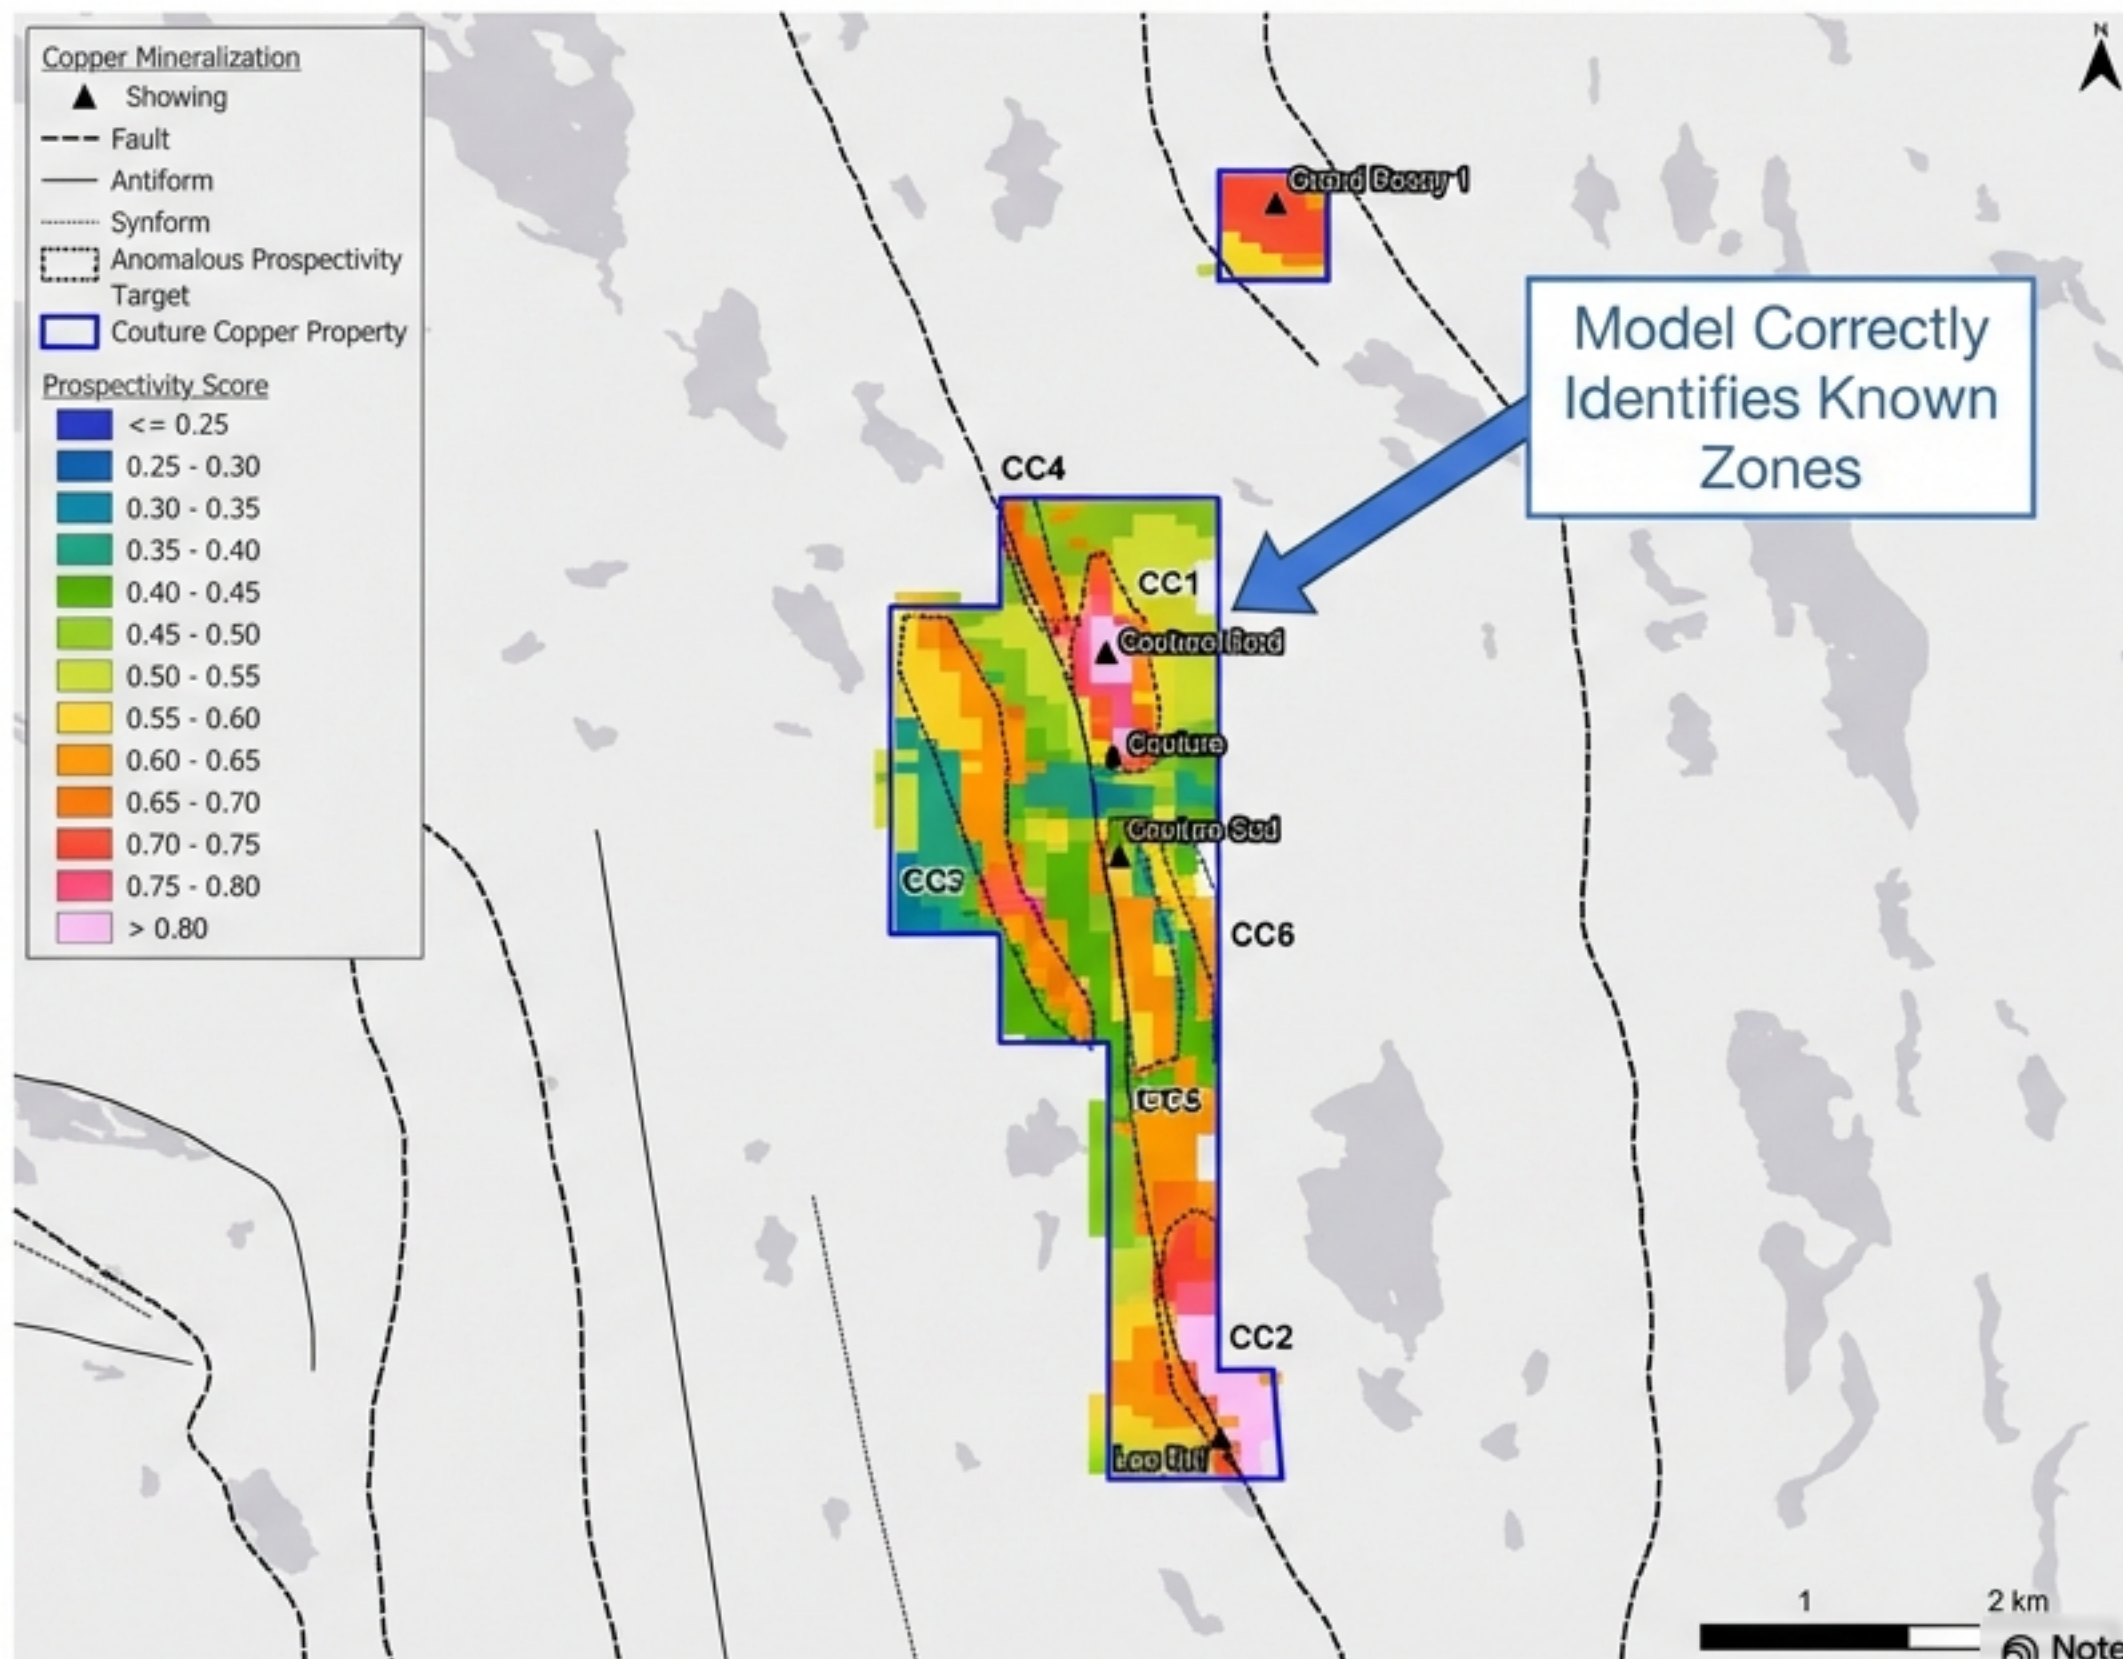 Copper Mineralization
Showing
Fault
Antiform
Synform
Anomalous Prospectivity
Target
Couture Copper Property
Prospectivity Score
<= 0.25
0.25 - 0.30
0.30 - 0.35
0.35 - 0.40
0.40 - 0.45
0.45 - 0.50
0.50 - 0.55
0.55 - 0.60
0.60 - 0.65
0.65 - 0.70
0.70 - 0.75
0.75 - 0.80
> 0.80
N
Model Correctly
Identifies Known
Zones
CC4
CC1
Couture
CC6
CC2
1
2 km
Note